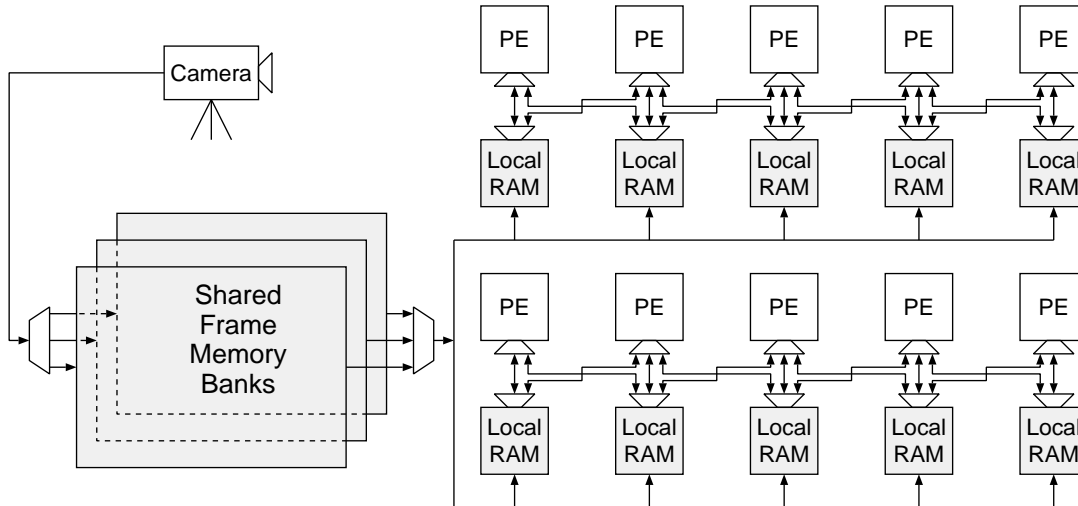 PE PE PE PE PE
Camera
Local Local Local Local Local
RAM RAM RAM RAM RAM
Shared
Frame
Memory
Banks
PE PE PE PE PE
Local Local Local Local Local
RAM RAM RAM RAM RAM